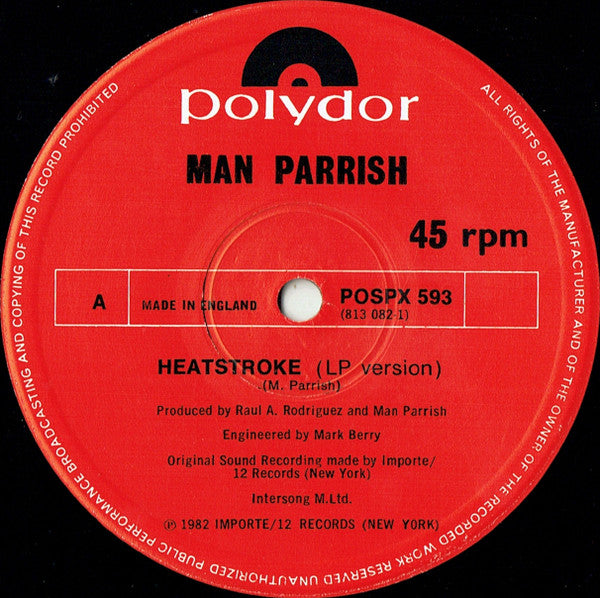 polydor
MAN PARRISH
45 rpm
A
MADE IN ENGLAND
POSPX 593
(813 082-1)
HEATSTROKE (LP version)
(M. Parrish)
Produced by Raul A. Rodriguez and Man Parrish
Engineered by Mark Berry
Original Sound Recording made by Importe/
12 Records (New York)
Intersong M.Ltd.
℗ 1982 IMPORTE/12 RECORDS (NEW YORK)
ALL RIGHTS OF THE MANUFACTURER AND OF THE OWNER OF THE RECORDED WORK RESERVED UNAUTHORIZED PUBLIC PERFORMANCE BROADCASTING AND COPYING OF THIS RECORD PROHIBITED